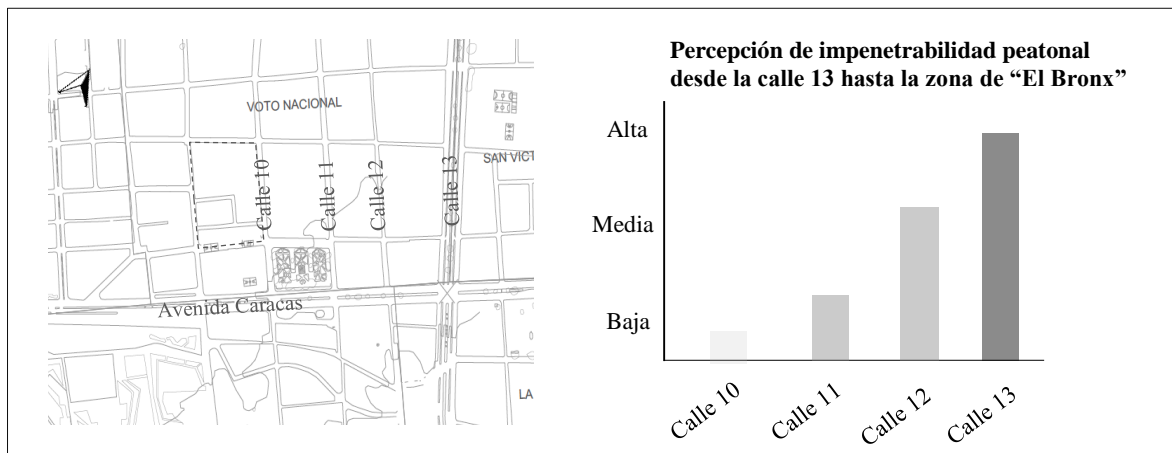 VOTO NACIONAL
SAN VICT
Calle 10
Calle 11
Calle 12
Calle 13
Avenida Caracas
LA
Percepción de impenetrabilidad peatonal
desde la calle 13 hasta la zona de “El Bronx”
Alta
Media
Baja
Calle 10
Calle 11
Calle 12
Calle 13